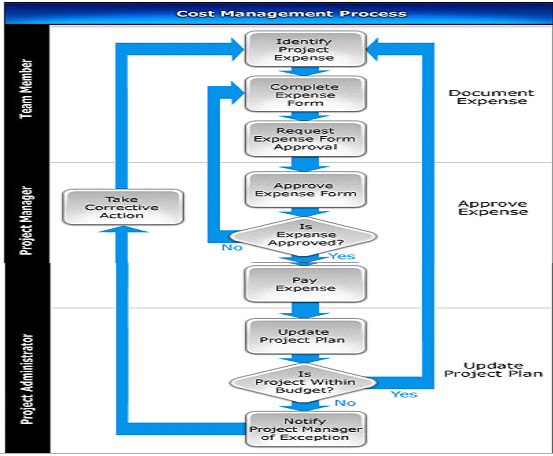 Cost Management Process
Team Member
Identify
Project
Expense
Complete
Expense
Form
Request
Expense Form
Approval
Document
Expense
Project Manager
Take
Corrective
Action
Approve
Expense Form
Is
Expense
Approved?
No
Yes
Pay
Expense
Approve
Expense
Project Administrator
Update
Project Plan
Is
Project Within
Budget?
Yes
No
Notify
Project Manager
of Exception
Update
Project Plan